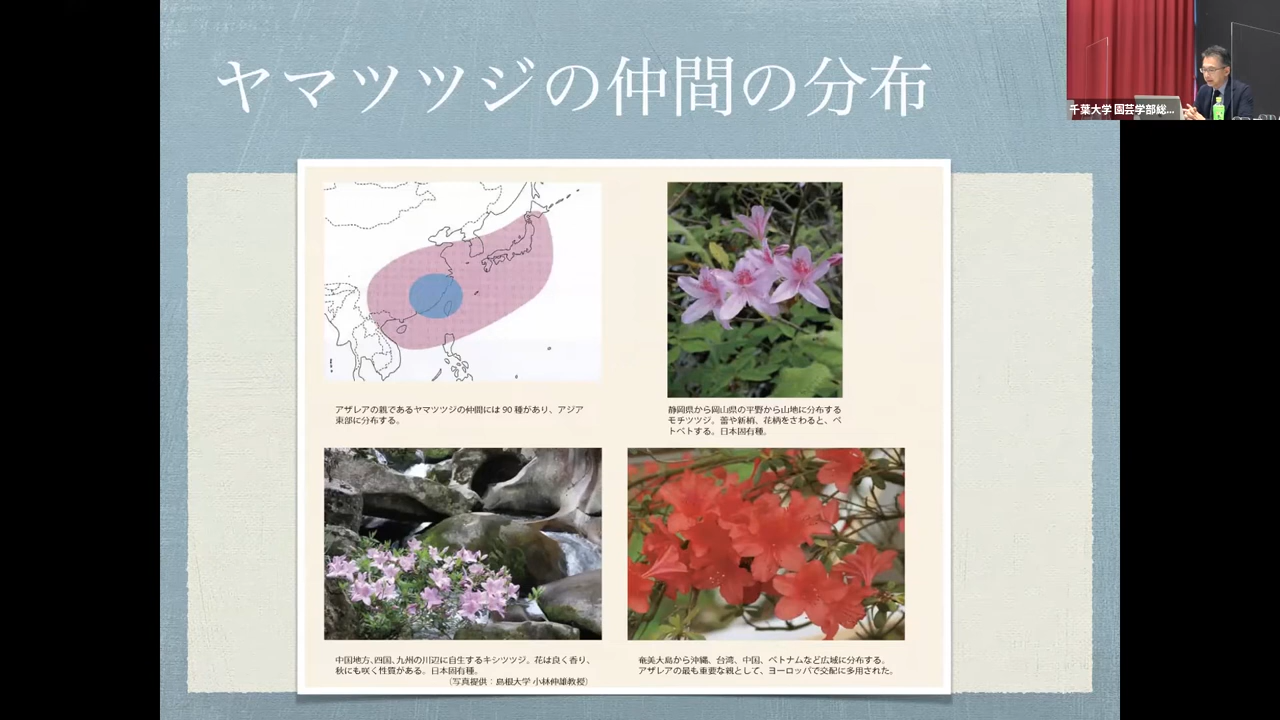 ヤマツツジの仲間の分布
千葉大学 園芸学部総...
アザレアの親であるヤマツツジの仲間には 90 種があり、アジア
東部に分布する。
静岡県から岡山県の平野から山地に分布する
モチツツジ。蕾や新梢、花柄をさわると、ベ
トベトする。日本固有種。
中国地方、四国、九州の川辺に自生するキシツツジ。花は良く香り、
秋にも咲く性質がある。日本固有種。
（写真提供：島根大学 小林伸雄教授）
奄美大島から沖縄、台湾、中国、ベトナムなど広域に分布する。
アザレアの最も重要な親として、ヨーロッパで交配に多用された。